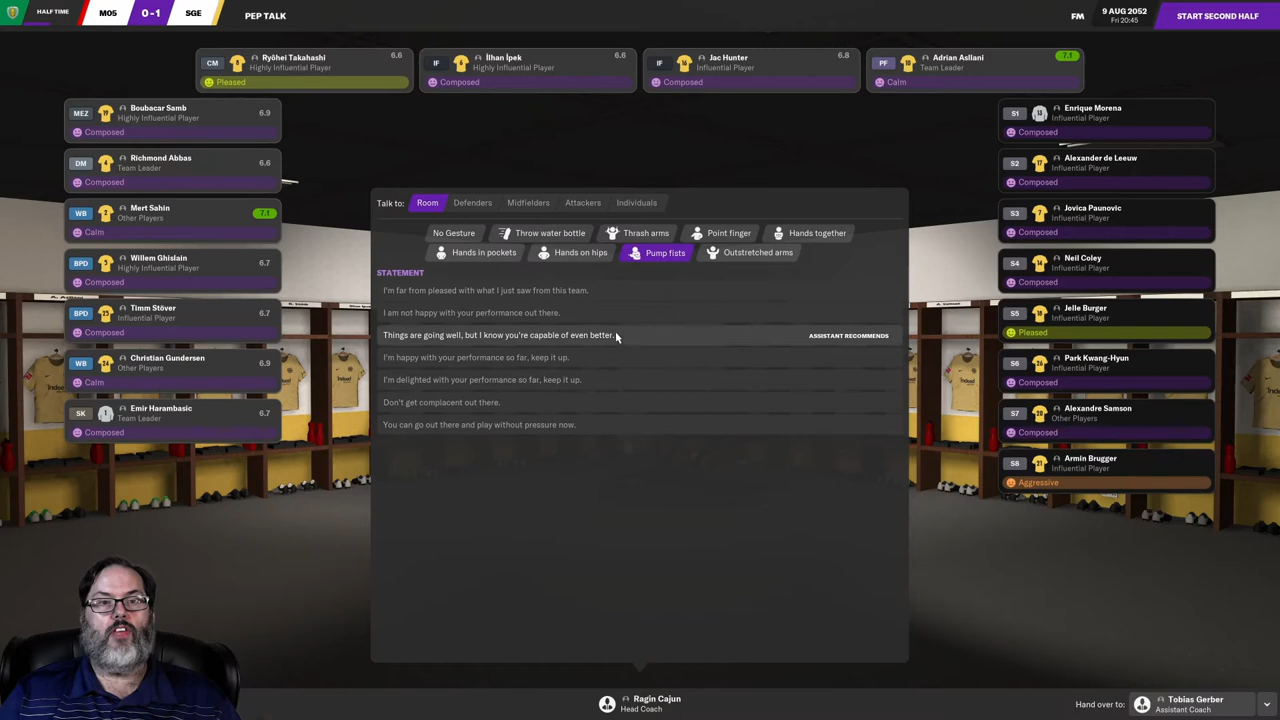 HALF TIME
M05
0-1
SGE
PEP TALK
FM
9 AUG 2052
Fri 20:45
START SECOND HALF
CM
Ryôhei Takahashi
Highly Influential Player
6.6
Pleased
IF
İlhan İpek
Highly Influential Player
6.6
Composed
IF
Jac Hunter
Influential Player
6.8
Composed
PF
Adrian Asllani
Team Leader
7.1
Calm
MEZ
Boubacar Samb
Highly Influential Player
6.9
Composed
DM
Richmond Abbas
Team Leader
6.6
Composed
WB
Mert Sahin
Other Players
7.1
Calm
BPD
Willem Ghislain
Highly Influential Player
6.7
Composed
BPD
Timm Stöver
Influential Player
6.7
Composed
WB
Christian Gundersen
Other Players
6.9
Calm
SK
Emir Harambasic
Team Leader
6.7
Composed
Talk to:
Room
Defenders
Midfielders
Attackers
Individuals
No Gesture
Throw water bottle
Thrash arms
Point finger
Hands together
Hands in pockets
Hands on hips
Pump fists
Outstretched arms
STATEMENT
I'm far from pleased with what I just saw from this team.
I am not happy with your performance out there.
Things are going well, but I know you're capable of even better.
ASSISTANT RECOMMENDS
I'm happy with your performance so far, keep it up.
I'm delighted with your performance so far, keep it up.
Don't get complacent out there.
You can go out there and play without pressure now.
S1
Enrique Morena
Influential Player
Composed
S2
Alexander de Leeuw
Influential Player
Composed
S3
Jovica Paunovic
Influential Player
Composed
S4
Neil Coley
Influential Player
Composed
S5
Jelle Burger
Influential Player
Pleased
S6
Park Kwang-Hyun
Influential Player
Composed
S7
Alexandre Samson
Other Players
Composed
S8
Armin Brugger
Influential Player
Aggressive
Ragin Cajun
Head Coach
Hand over to:
Tobias Gerber
Assistant Coach